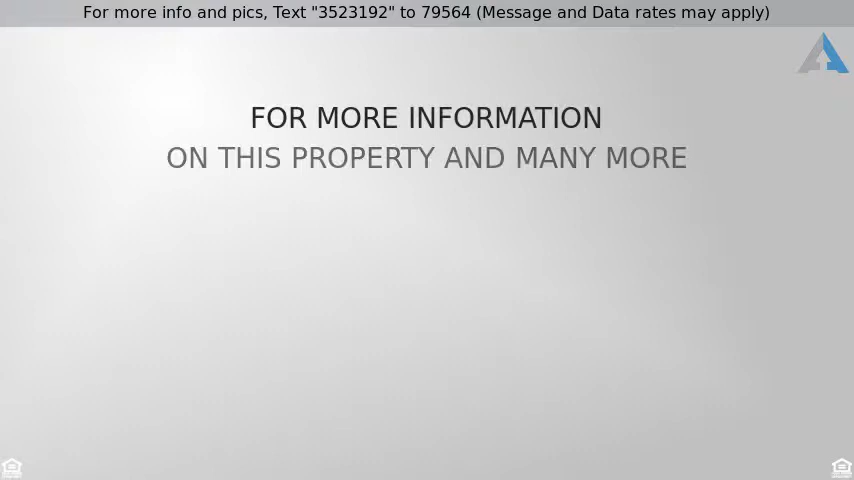 For more info and pics, Text "3523192" to 79564 (Message and Data rates may apply)
FOR MORE INFORMATION
ON THIS PROPERTY AND MANY MORE